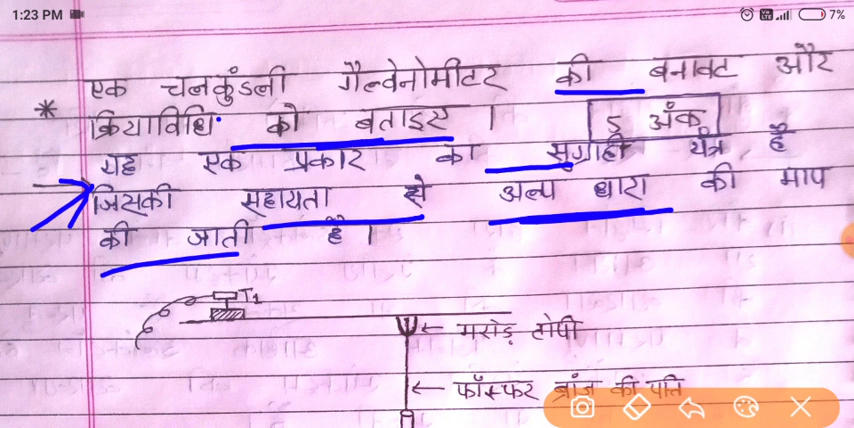 1:23 PM
7%
* एक चलकुंडली गैल्वेनोमीटर की बनावट और
क्रियाविधि को बताइए । 5 अंक
यह एक प्रकार का सुग्राही यंत्र है
जिसकी सहायता से अल्प धारा की माप
की जाती है ।
T1
← मरोड़ टोपी
← फॉस्फर ब्रांज की पति